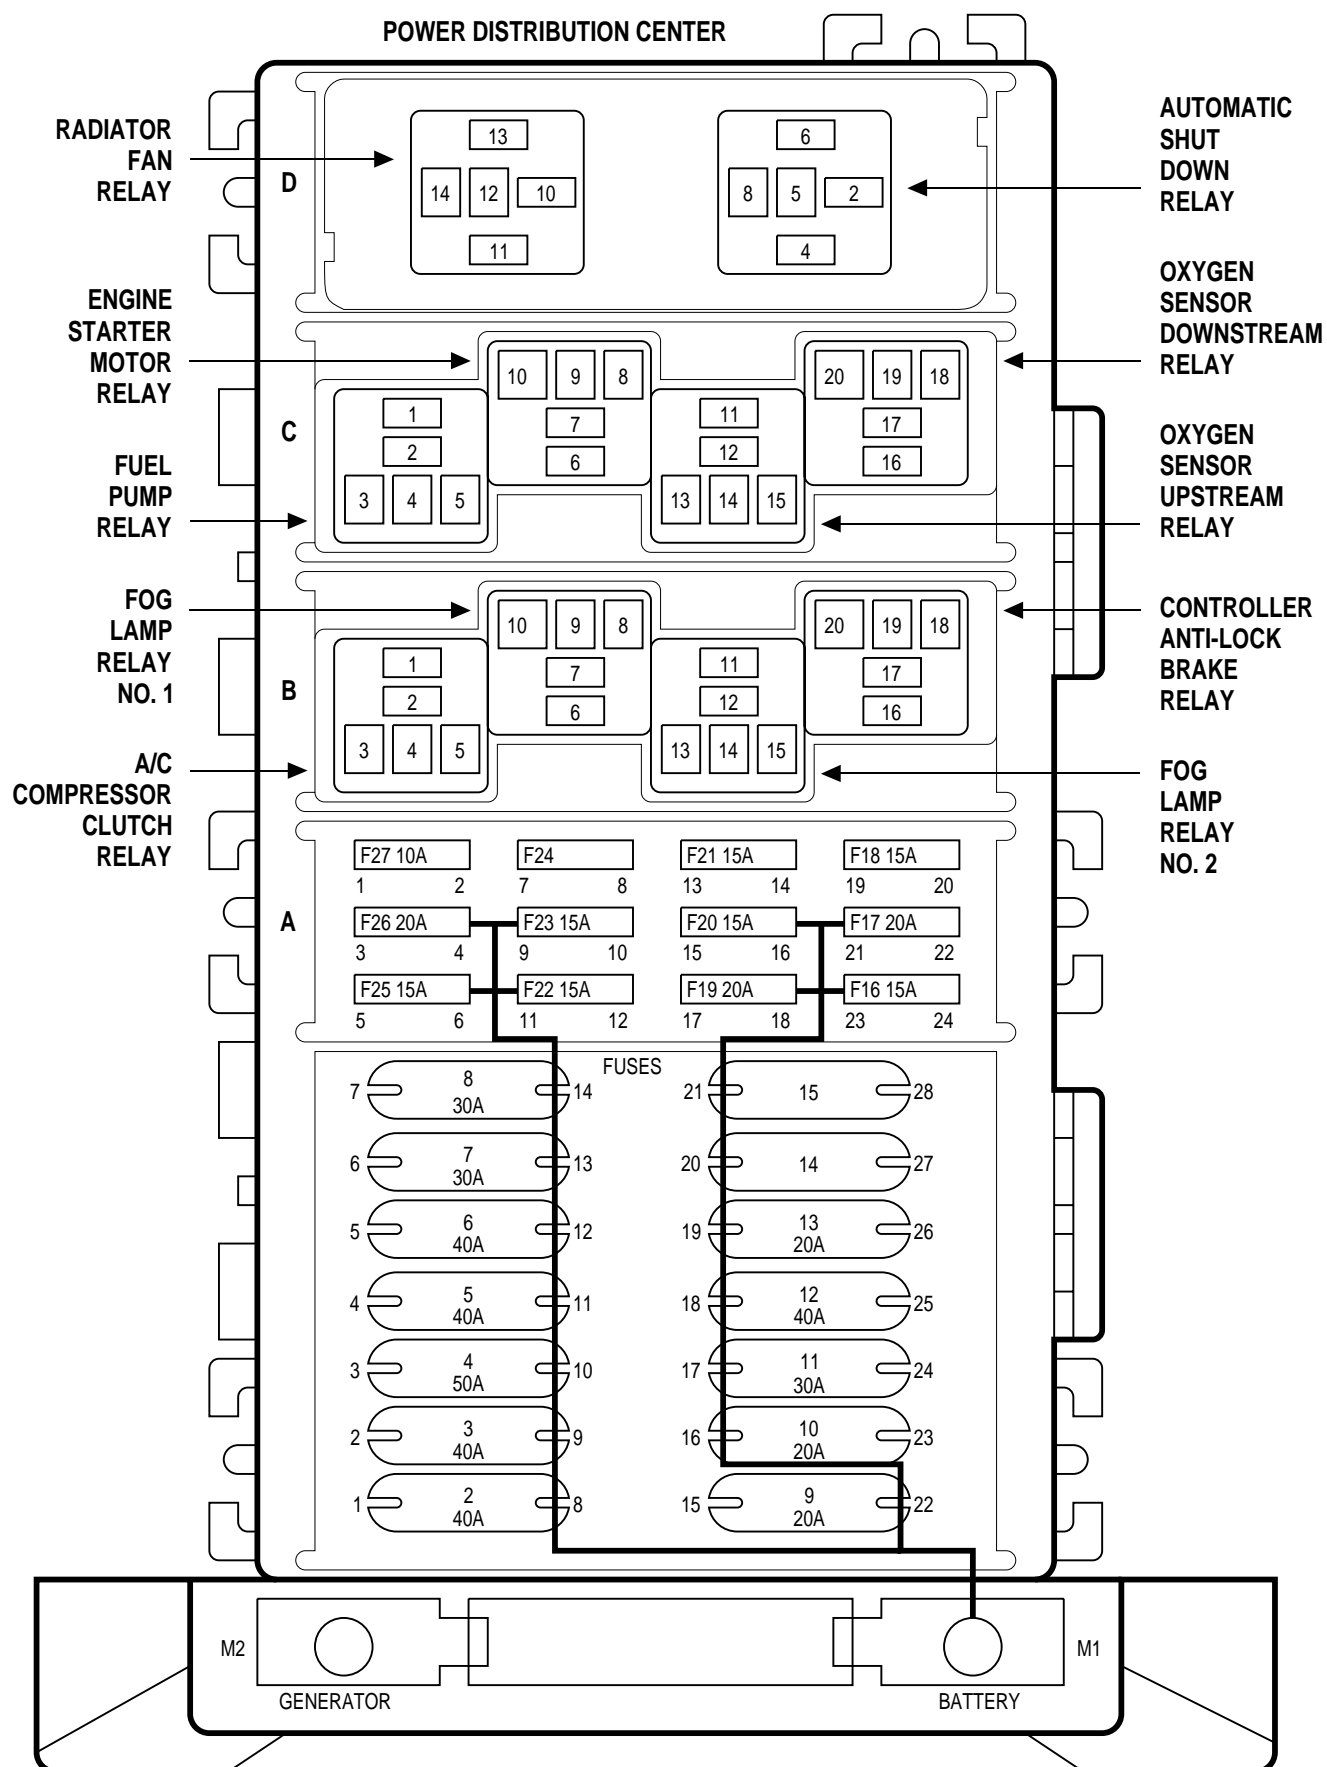 POWER DISTRIBUTION CENTER
RADIATOR
FAN
RELAY
AUTOMATIC
SHUT
DOWN
RELAY
D
13
14 12 10
11
6
8 5 2
4
ENGINE
STARTER
MOTOR
RELAY
OXYGEN
SENSOR
DOWNSTREAM
RELAY
FUEL
PUMP
RELAY
OXYGEN
SENSOR
UPSTREAM
RELAY
C
1
2
3 4 5
10 9 8
7
6
11
12
13 14 15
20 19 18
17
16
FOG
LAMP
RELAY
NO. 1
CONTROLLER
ANTI-LOCK
BRAKE
RELAY
A/C
COMPRESSOR
CLUTCH
RELAY
FOG
LAMP
RELAY
NO. 2
B
1
2
3 4 5
10 9 8
7
6
11
12
13 14 15
20 19 18
17
16
A
F27 10A F24 F21 15A F18 15A
1 2 7 8 13 14 19 20
F26 20A F23 15A F20 15A F17 20A
3 4 9 10 15 16 21 22
F25 15A F22 15A F19 20A F16 15A
5 6 11 12 17 18 23 24
FUSES
7 8 14 21 15 28
30A
6 7 13 20 14 27
30A
5 6 12 19 13 26
40A 20A
4 5 11 18 12 25
40A 40A
3 4 10 17 11 24
50A 30A
2 3 9 16 10 23
40A 20A
1 2 8 15 9 22
40A 20A
M2 M1
GENERATOR BATTERY